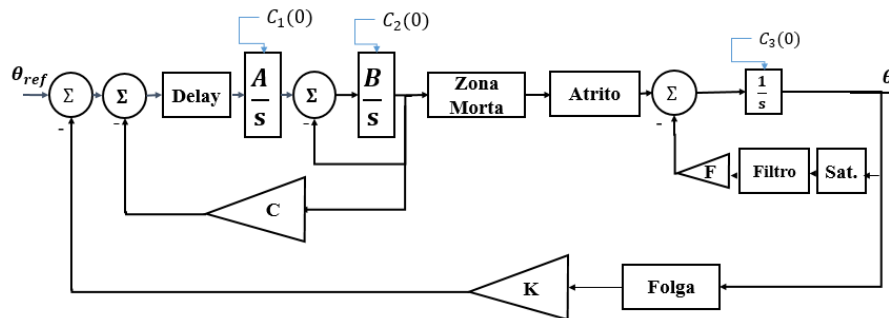 C₁(0)
C₂(0)
C₃(0)
θref
Σ
Σ
Delay
A
s
Σ
B
s
Zona
Morta
Atrito
Σ
1
s
θ
-
-
-
-
F
Filtro
Sat.
C
K
Folga